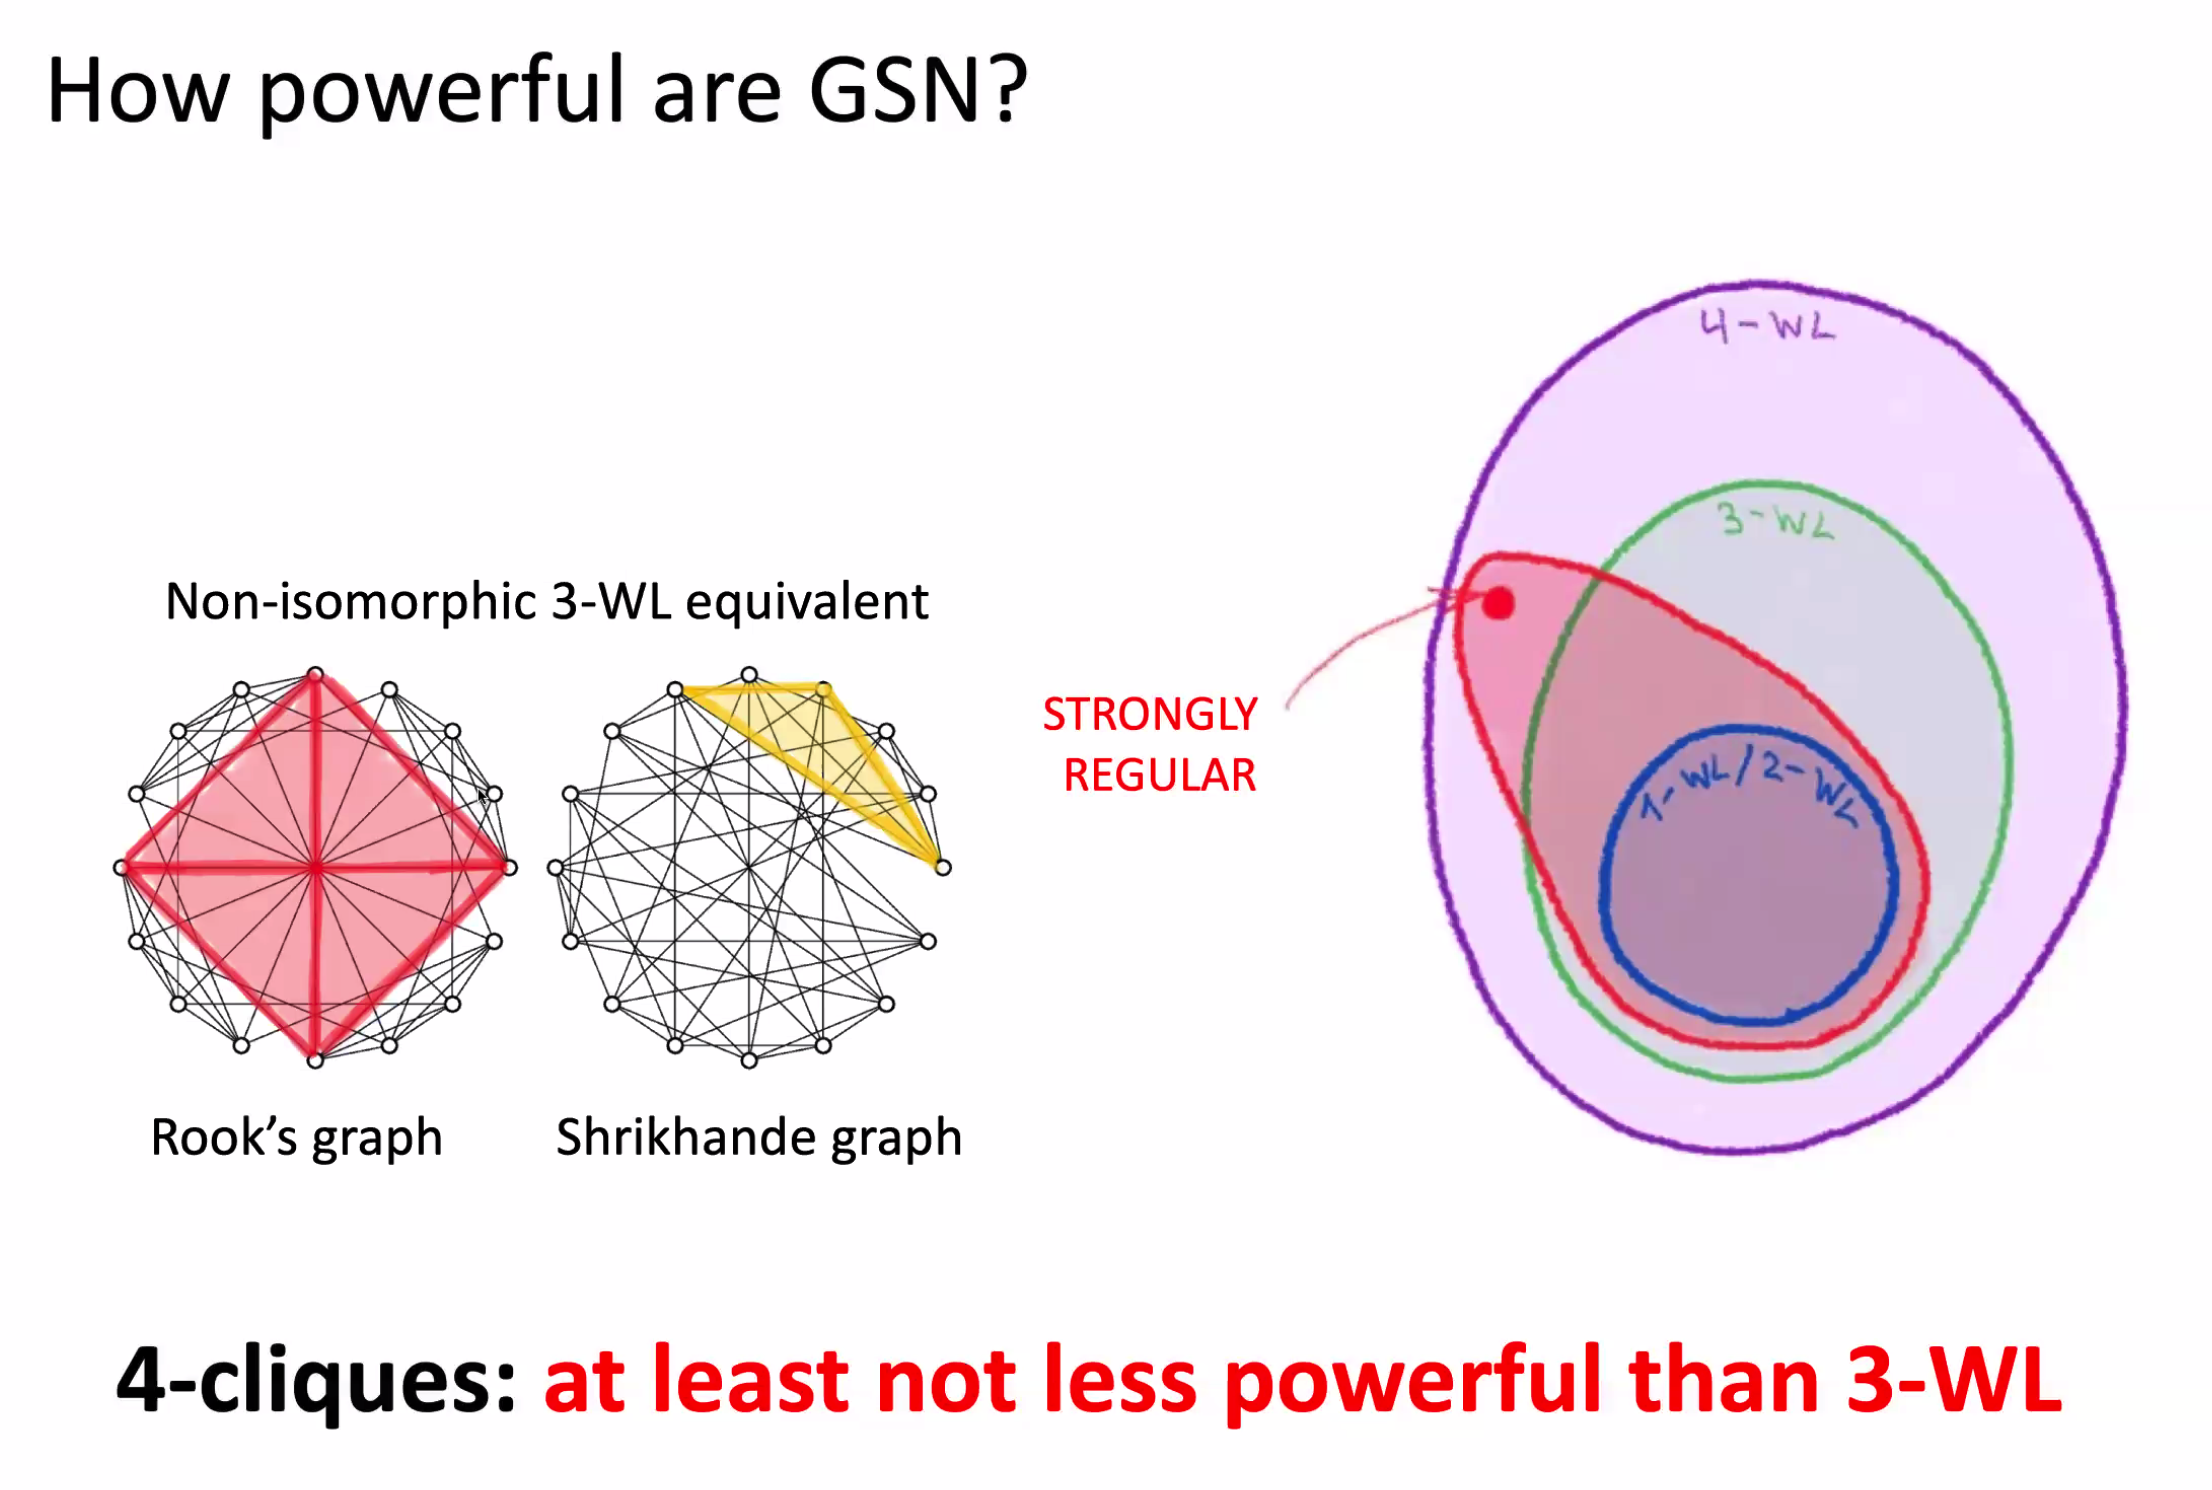 How powerful are GSN?
4-WL
3-WL
Non-isomorphic 3-WL equivalent
STRONGLY
REGULAR
1-WL/2-WL
Rook’s graph
Shrikhande graph
4-cliques: at least not less powerful than 3-WL